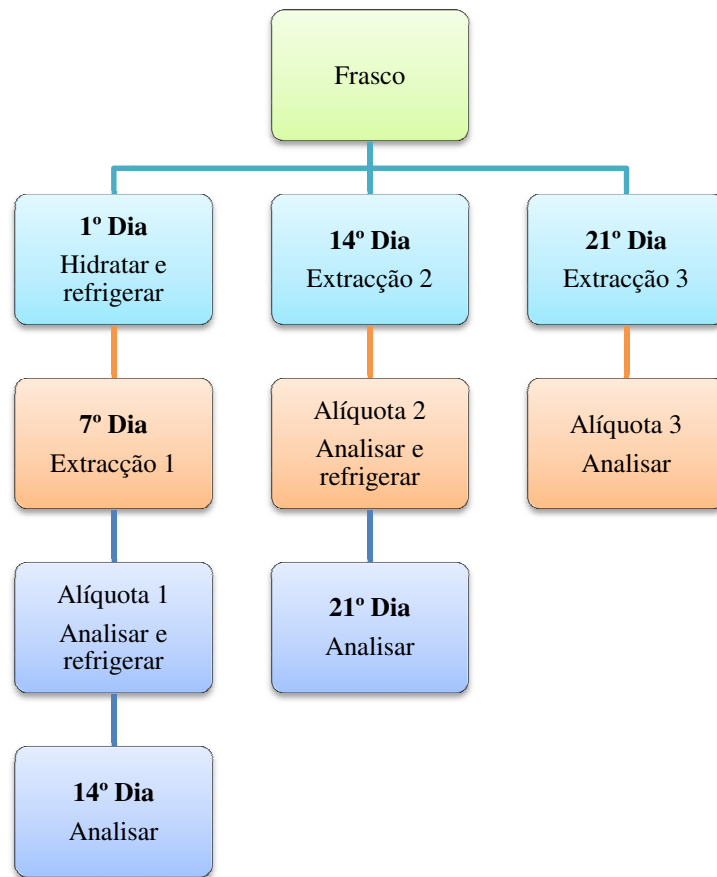 Frasco
1º Dia
Hidratar e
refrigerar
14º Dia
Extracção 2
21º Dia
Extracção 3
7º Dia
Extracção 1
Alíquota 2
Analisar e
refrigerar
Alíquota 3
Analisar
Alíquota 1
Analisar e
refrigerar
21º Dia
Analisar
14º Dia
Analisar